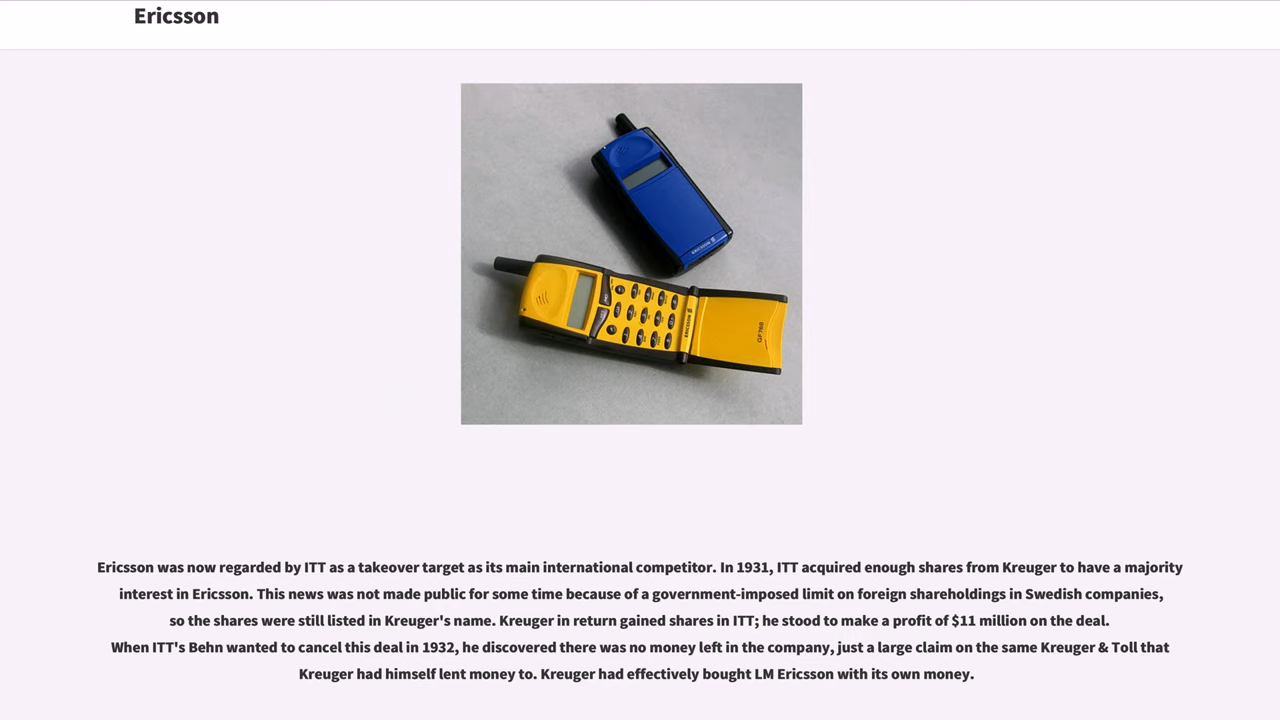 Ericsson
ERICSSON
ERICSSON
GF768
Ericsson was now regarded by ITT as a takeover target as its main international competitor. In 1931, ITT acquired enough shares from Kreuger to have a majority
interest in Ericsson. This news was not made public for some time because of a government-imposed limit on foreign shareholdings in Swedish companies,
so the shares were still listed in Kreuger's name. Kreuger in return gained shares in ITT; he stood to make a profit of $11 million on the deal.
When ITT's Behn wanted to cancel this deal in 1932, he discovered there was no money left in the company, just a large claim on the same Kreuger & Toll that
Kreuger had himself lent money to. Kreuger had effectively bought LM Ericsson with its own money.